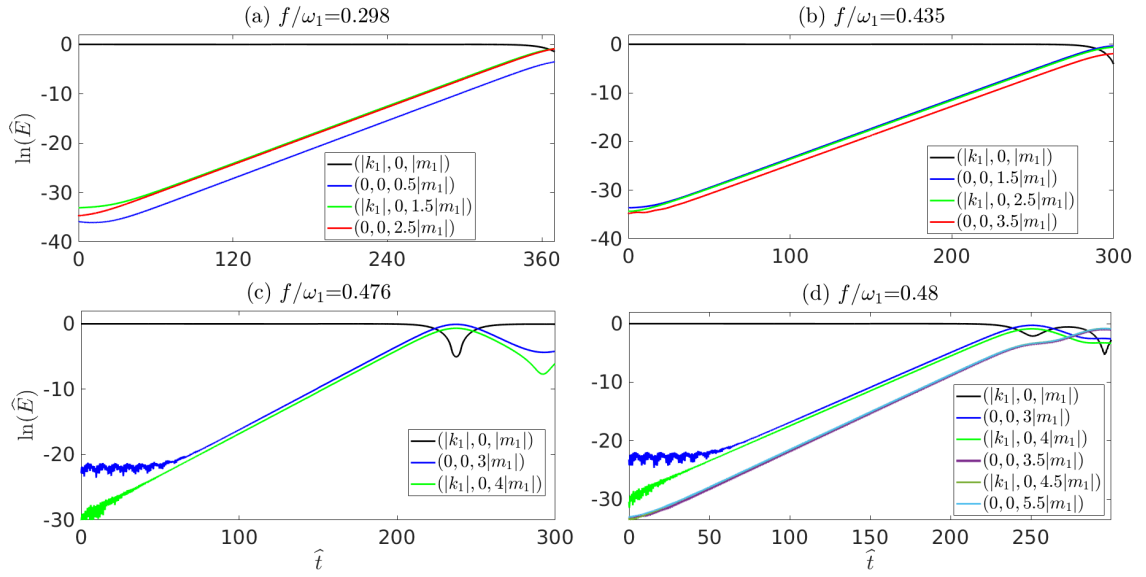 (a) f/ω₁=0.298
0
-10
-20
-30
-40
ln(Ê)
(|k₁|, 0, |m₁|)
(0, 0, 0.5|m₁|)
(|k₁|, 0, 1.5|m₁|)
(0, 0, 2.5|m₁|)
0 120 240 360
(b) f/ω₁=0.435
0
-10
-20
-30
-40
(|k₁|, 0, |m₁|)
(0, 0, 1.5|m₁|)
(|k₁|, 0, 2.5|m₁|)
(0, 0, 3.5|m₁|)
0 100 200 300
(c) f/ω₁=0.476
0
-10
-20
-30
ln(Ê)
(|k₁|, 0, |m₁|)
(0, 0, 3|m₁|)
(|k₁|, 0, 4|m₁|)
0 100 200 300
t̂
(d) f/ω₁=0.48
0
-10
-20
-30
(|k₁|, 0, |m₁|)
(0, 0, 3|m₁|)
(|k₁|, 0, 4|m₁|)
(0, 0, 3.5|m₁|)
(|k₁|, 0, 4.5|m₁|)
(0, 0, 5.5|m₁|)
0 50 100 150 200 250
t̂